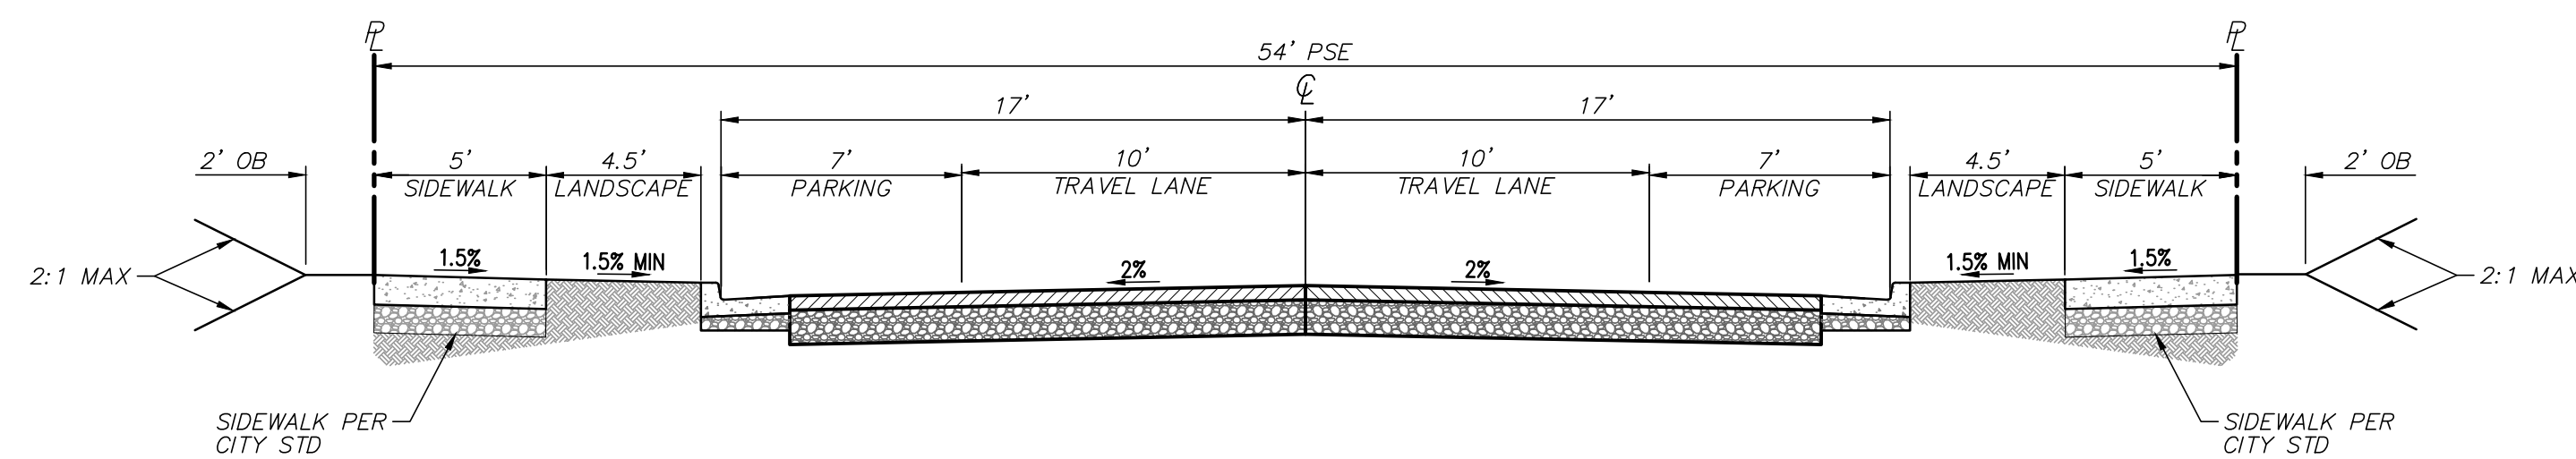 PL PL
54' PSE
CL
17' 17'
2' OB 5' 4.5' 7' 10' 10' 7' 4.5' 5' 2' OB
SIDEWALK LANDSCAPE PARKING TRAVEL LANE TRAVEL LANE PARKING LANDSCAPE SIDEWALK
1.5% 1.5% MIN 2% 2% 1.5% MIN 1.5%
2:1 MAX 2:1 MAX
SIDEWALK PER SIDEWALK PER
CITY STD CITY STD